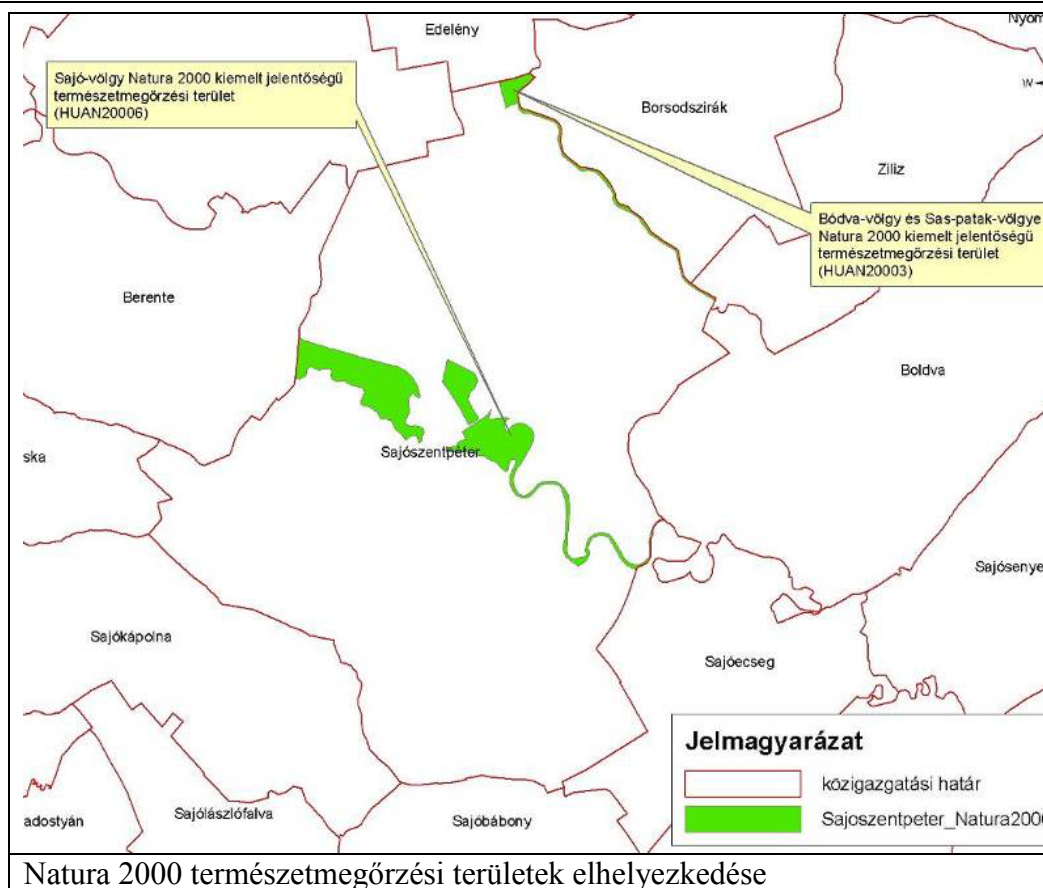 Edelény
Nyom
Sajó-völgy Natura 2000 kiemelt jelentőségű
természetmegőrzési terület
(HUAN20006)
Borsodszirák
W
Ziliz
Bódva-völgy és Sas-patak-völgye
Natura 2000 kiemelt jelentőségű
természetmegőrzési terület
(HUAN20003)
Berente
Boldva
Sajószentpéter
ska
Sajósenye
Sajókápolna
Sajóecseg
Jelmagyarázat
közigazgatási határ
Sajoszentpeter_Natura200
adostyán
Sajólászlófalva
Sajóbábony
Natura 2000 természetmegőrzési területek elhelyezkedése